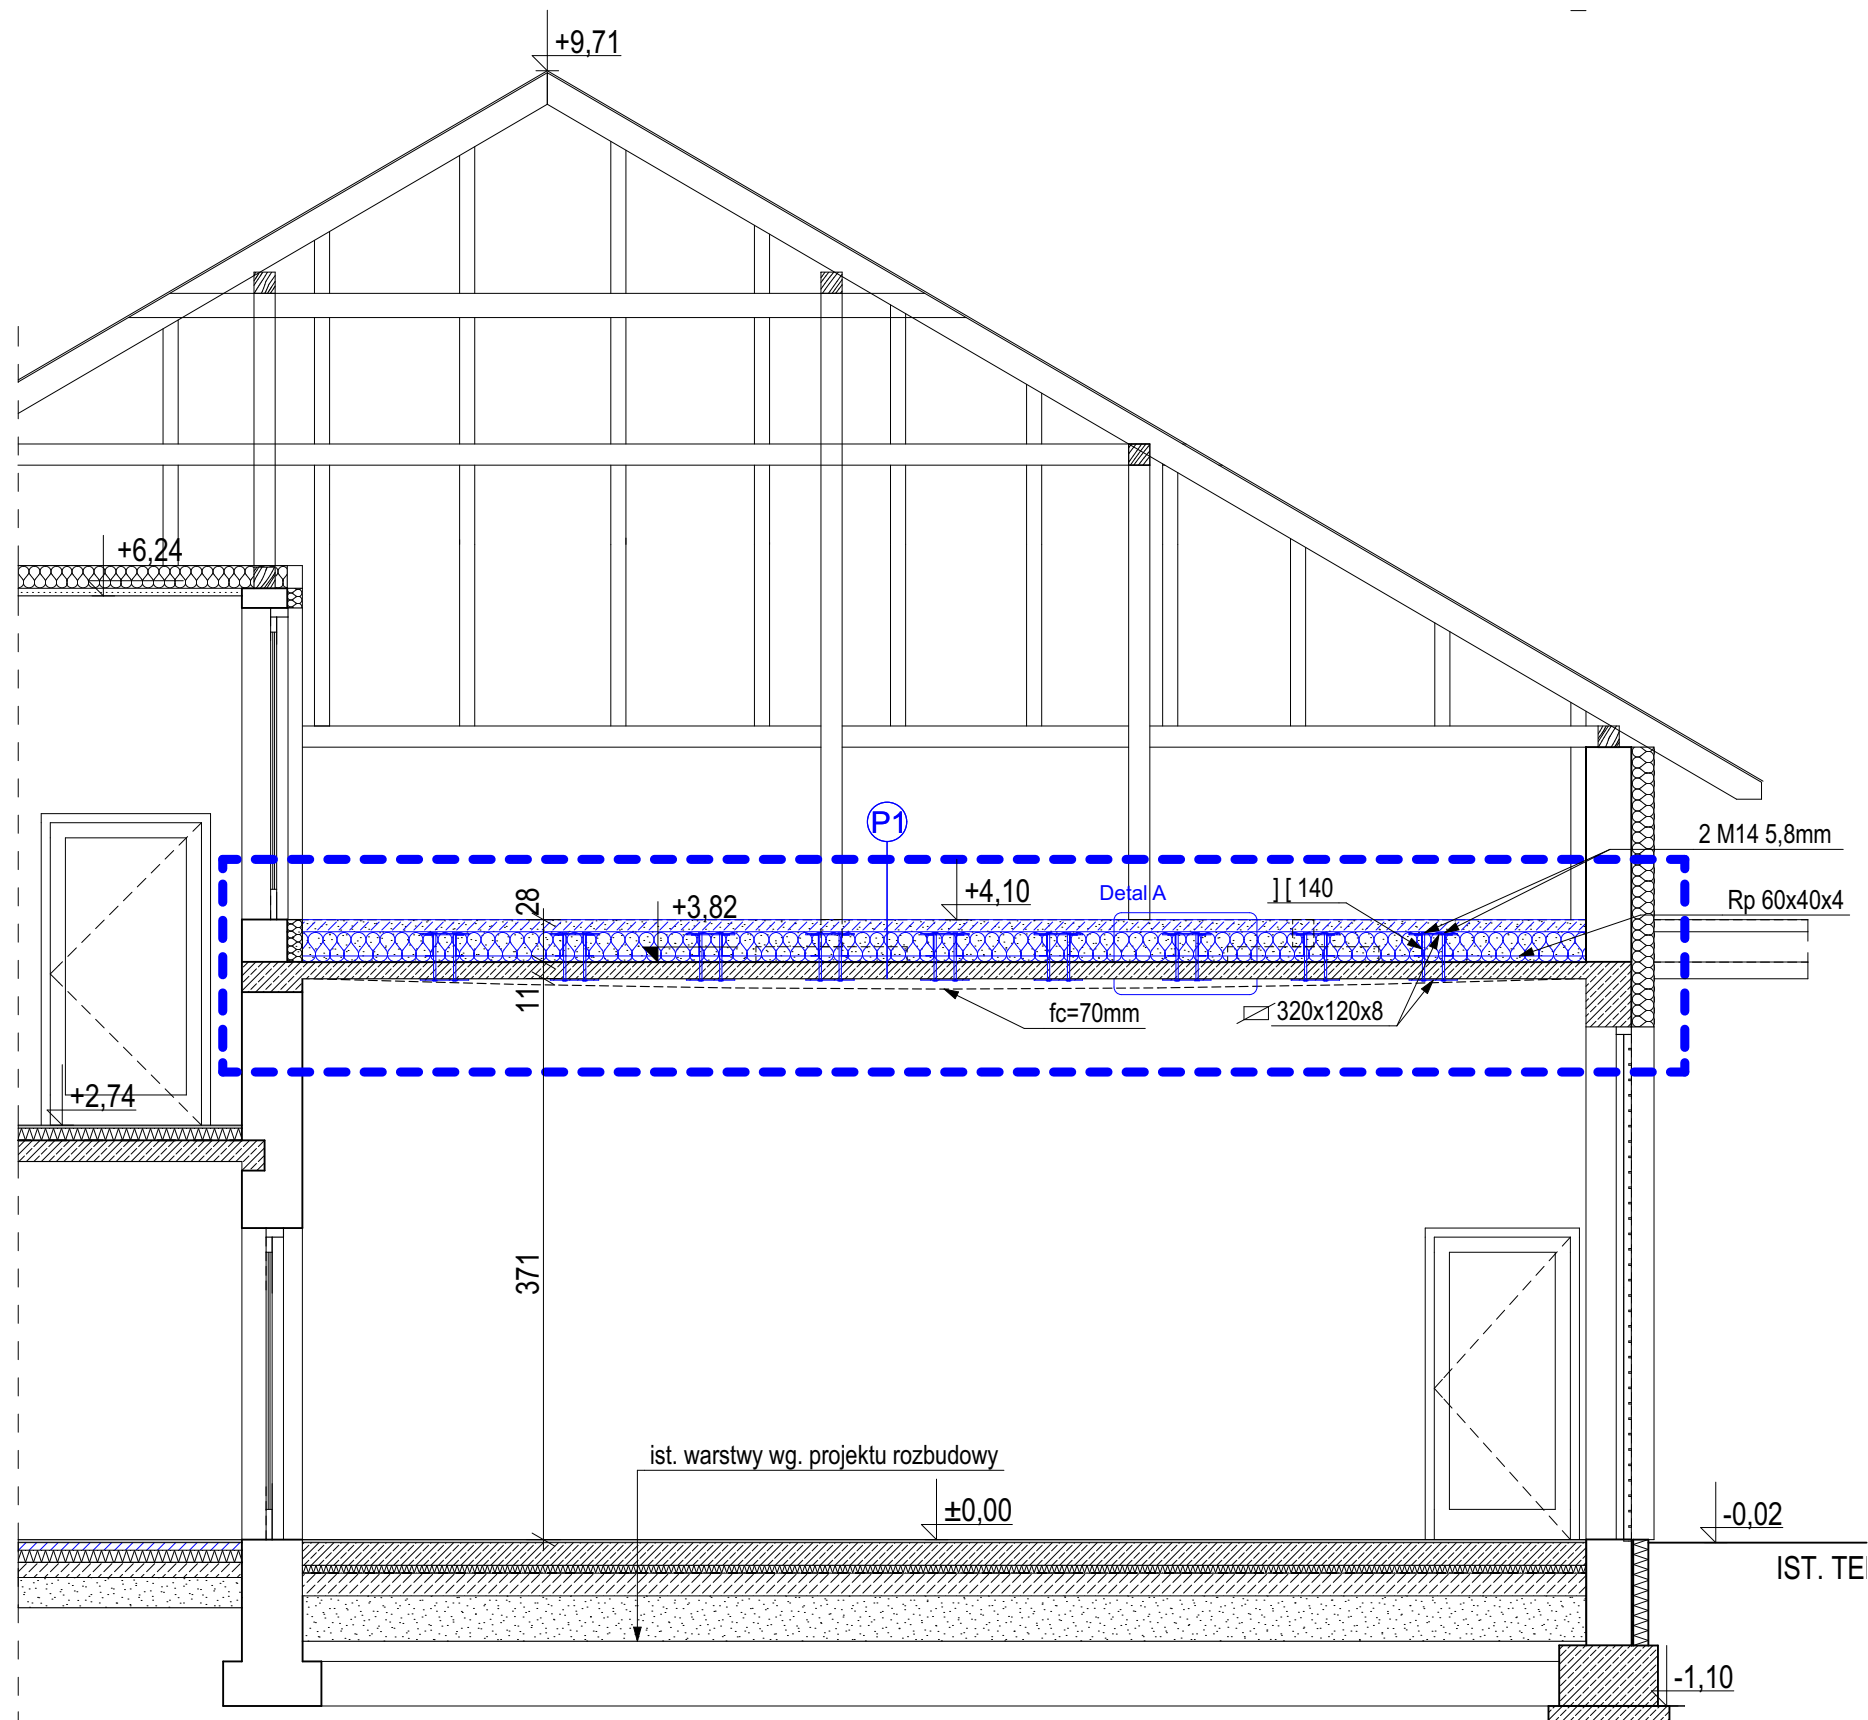 +9,71
+6,24
P1
2 M14 5,8mm
28
+3,82
+4,10
Detal A
] [ 140
Rp 60x40x4
11
fc=70mm
320x120x8
+2,74
371
ist. warstwy wg. projektu rozbudowy
±0,00
-0,02
IST. TE
-1,10